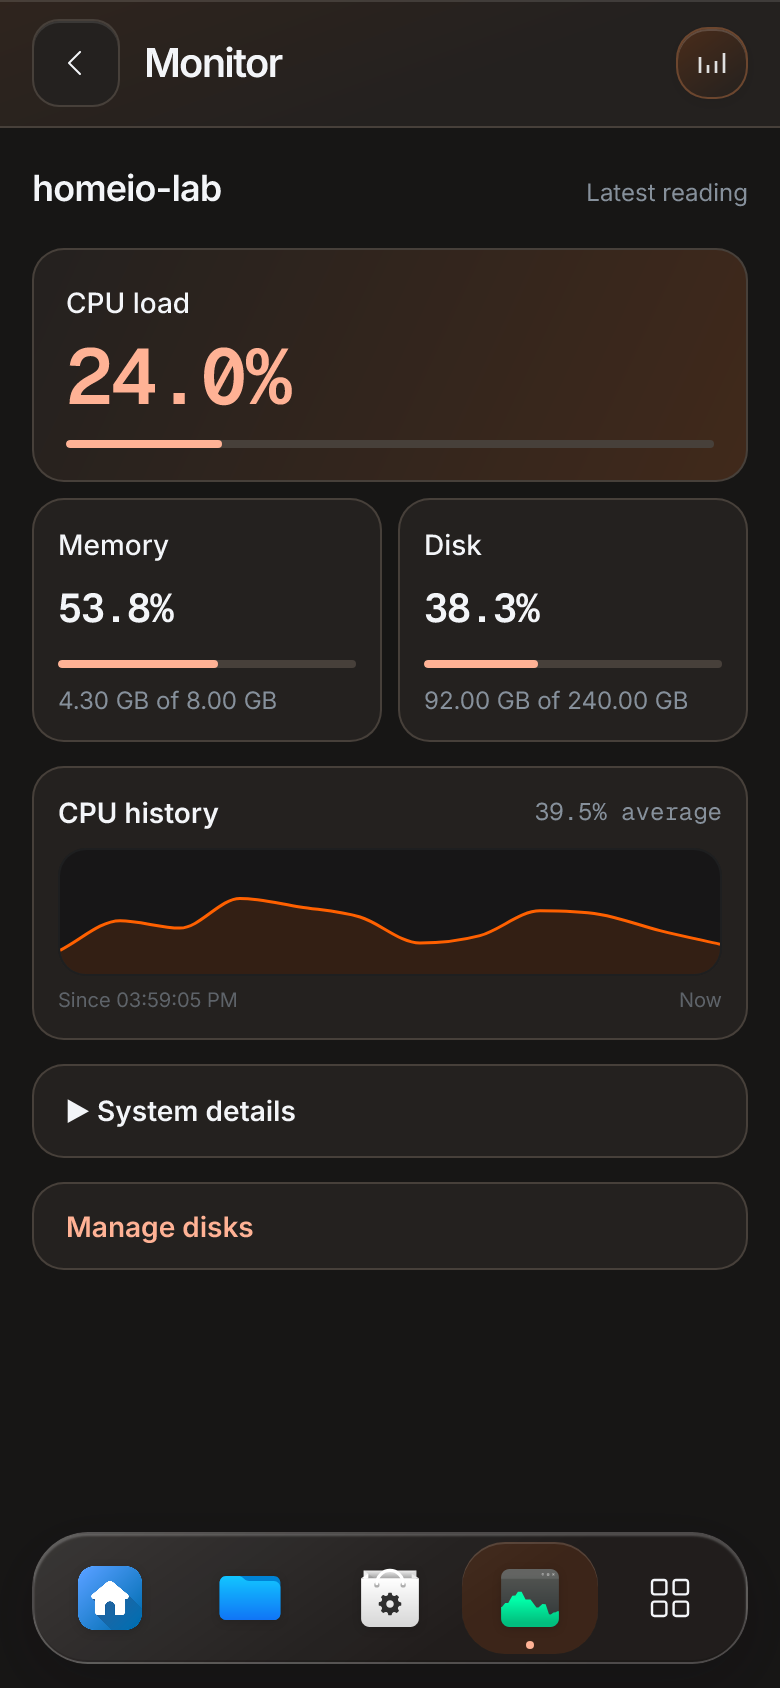 Monitor
homeio-lab
Latest reading
CPU load
24.0%
Memory
53.8%
4.30 GB of 8.00 GB
Disk
38.3%
92.00 GB of 240.00 GB
CPU history
39.5% average
Since 03:59:05 PM
Now
System details
Manage disks